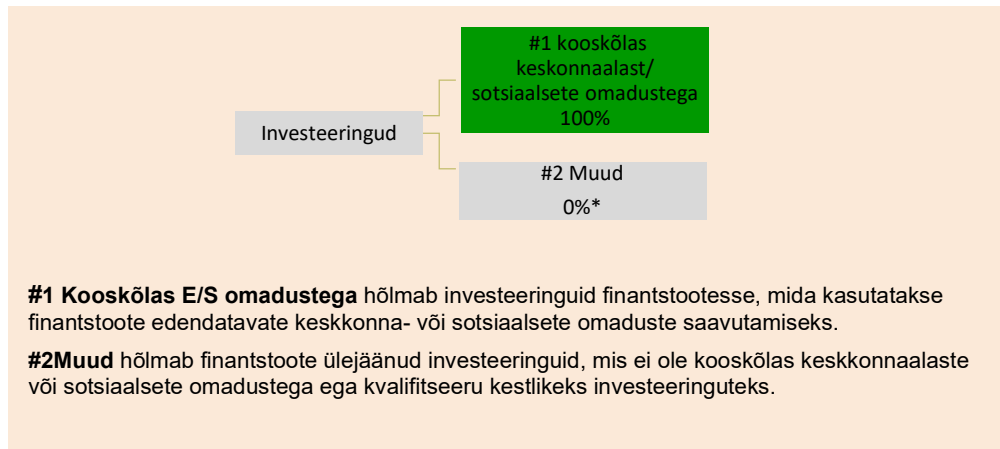 #1 kooskõlas
keskonnaalast/
sotsiaalsete omadustega
100%
Investeeringud
#2 Muud
0%*
#1 Kooskõlas E/S omadustega hõlmab investeeringuid finantstootesse, mida kasutatakse
finantstoote edendatavate keskkonna- või sotsiaalsete omaduste saavutamiseks.
#2Muud hõlmab finantstoote ülejäänud investeeringuid, mis ei ole kooskõlas keskkonnaalaste
või sotsiaalsete omadustega ega kvalifitseeru kestlikeks investeeringuteks.